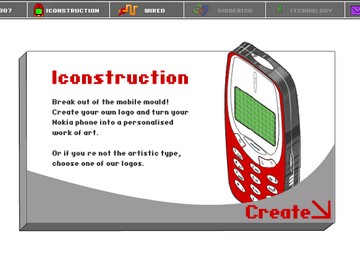 007
ICONSTRUCTION
WIRED
GIBBERISH
TECHNOLOGY
Iconstruction
Break out of the mobile mould!
Create your own logo and turn your
Nokia phone into a personalised
work of art.
Or if you re not the artistic type,
choose one of our logos.
Create